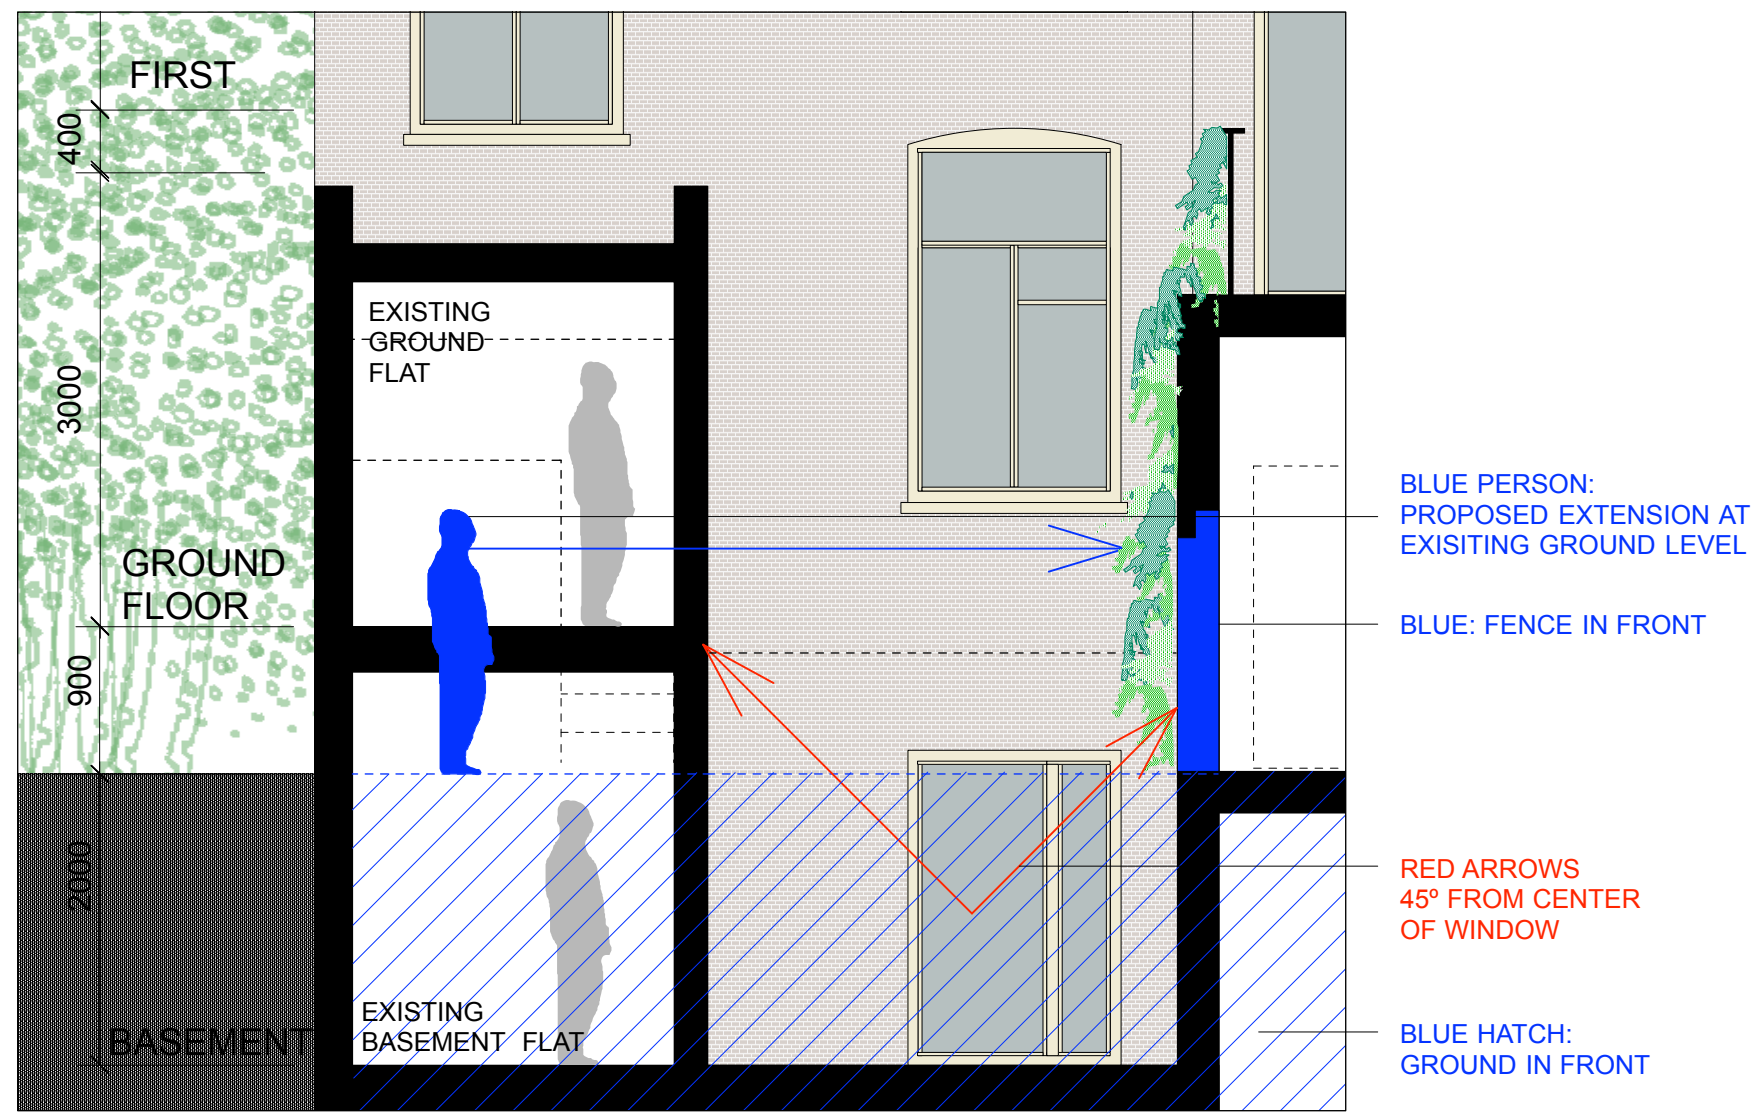 FIRST
400
3000
GROUND
FLOOR
900
2000
BASEMENT
EXISTING
GROUND
FLAT
EXISTING
BASEMENT FLAT
BLUE PERSON:
PROPOSED EXTENSION AT
EXISITING GROUND LEVEL
BLUE: FENCE IN FRONT
RED ARROWS
45º FROM CENTER
OF WINDOW
BLUE HATCH:
GROUND IN FRONT